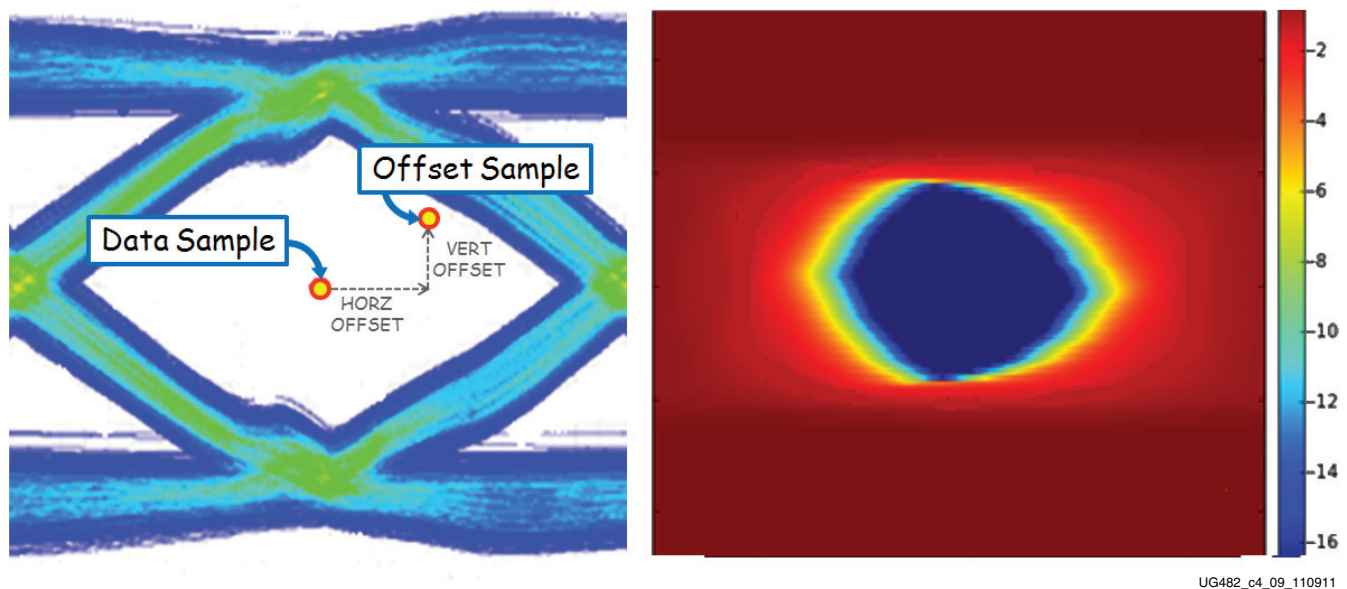 Offset Sample
Data Sample
VERT
OFFSET
HORZ
OFFSET
-2
-4
-6
-8
-10
-12
-14
-16
UG482_c4_09_110911